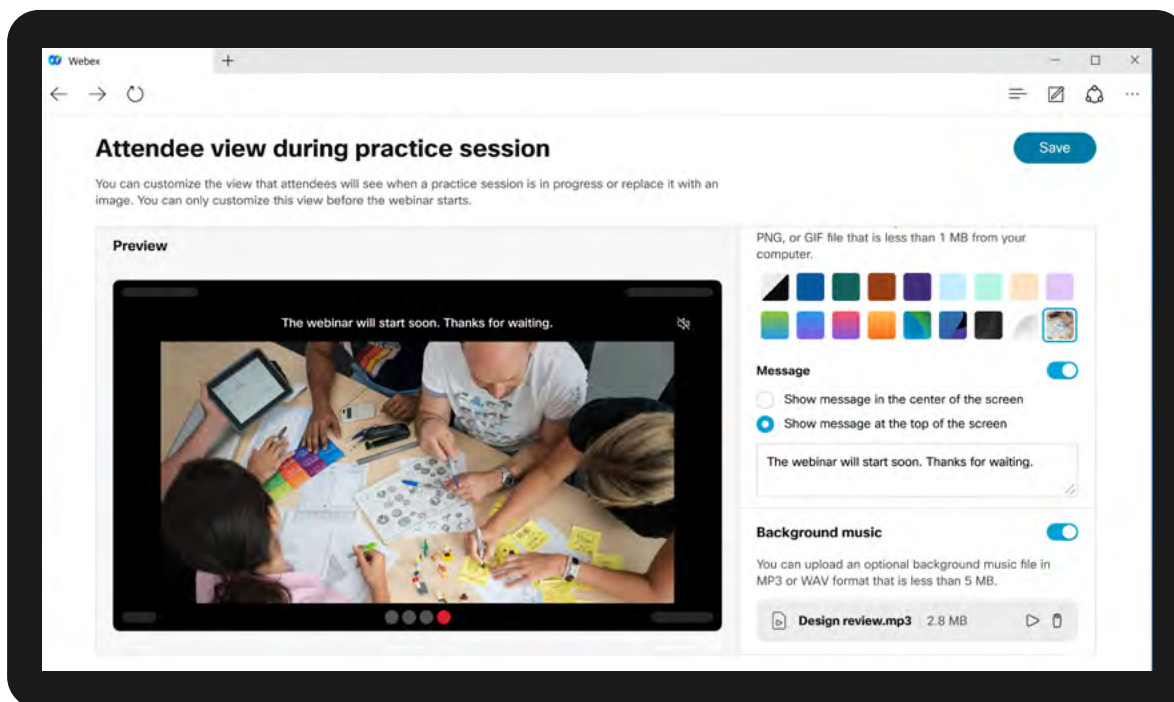 Webex
Attendee view during practice session
Save
You can customize the view that attendees will see when a practice session is in progress or replace it with an
image. You can only customize this view before the webinar starts.
Preview
The webinar will start soon. Thanks for waiting.
PNG, or GIF file that is less than 1 MB from your
computer.
Message
Show message in the center of the screen
Show message at the top of the screen
The webinar will start soon. Thanks for waiting.
Background music
You can upload an optional background music file in
MP3 or WAV format that is less than 5 MB.
Design review.mp3 2.8 MB